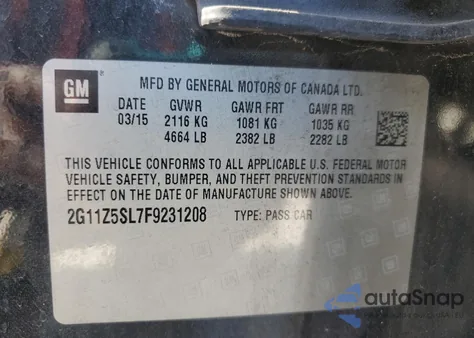 GM
MFD BY GENERAL MOTORS OF CANADA LTD.
DATE GVWR GAWR FRT GAWR RR
03/15 2116 KG 1081 KG 1035 KG
4664 LB 2382 LB 2282 LB
THIS VEHICLE CONFORMS TO ALL APPLICABLE U.S. FEDERAL MOTOR
VEHICLE SAFETY, BUMPER, AND THEFT PREVENTION STANDARDS IN
EFFECT ON THE DATE OF MANUFACTURE SHOWN ABOVE.
2G11Z5SL7F9231208 TYPE: PASS CAR
autoSnap